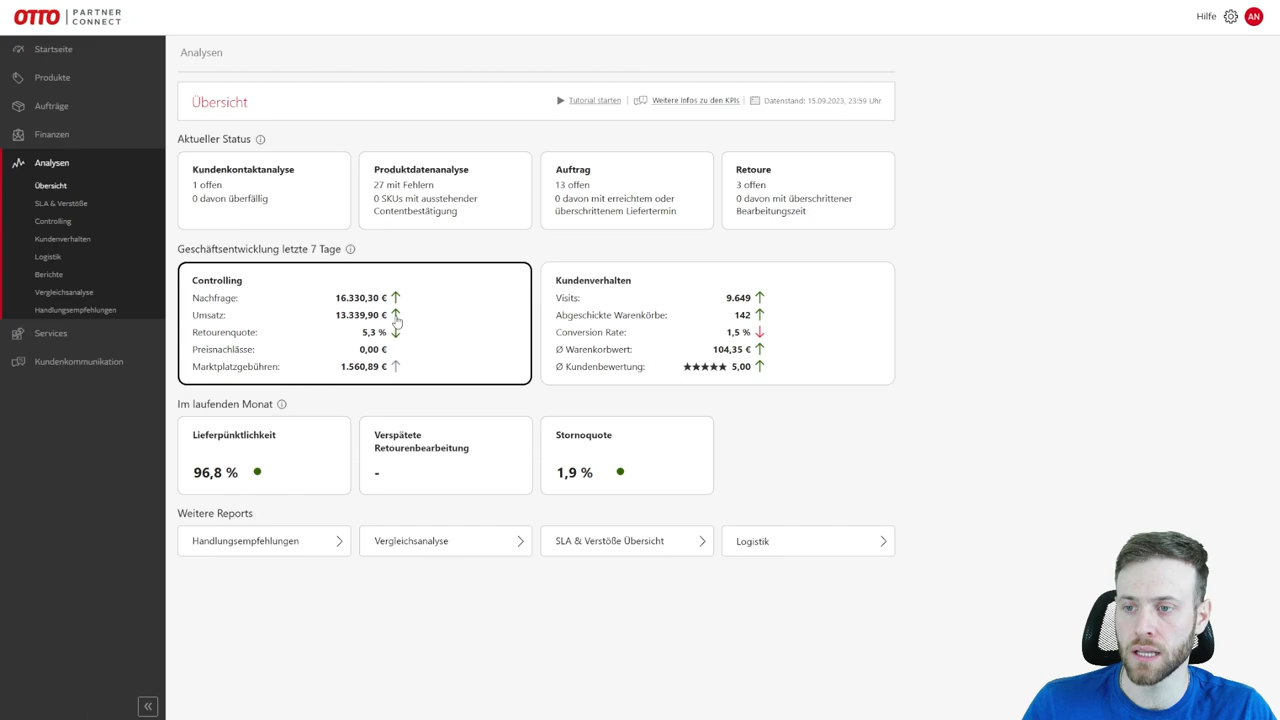 OTTO PARTNER CONNECT
Hilfe AN
Startseite
Produkte
Aufträge
Finanzen
Analysen
Übersicht
SLA & Verstöße
Controlling
Kundenverhalten
Logistik
Berichte
Vergleichsanalyse
Handlungsempfehlungen
Services
Kundenkommunikation
Analysen
Übersicht
Tutorial starten | Weitere Infos zu den KPIs | Datenstand: 15.09.2023, 23:59 Uhr
Aktueller Status
Kundenkontaktanalyse
1 offen
0 davon überfällig
Produktdatenanalyse
27 mit Fehlern
0 SKUs mit ausstehender
Contentbestätigung
Auftrag
13 offen
0 davon mit erreichtem oder
überschrittenem Liefertermin
Retoure
3 offen
0 davon mit überschrittener
Bearbeitungszeit
Geschäftsentwicklung letzte 7 Tage
Controlling
Nachfrage: 16.330,30 €
Umsatz: 13.339,90 €
Retourenquote: 5,3 %
Preisnachlässe: 0,00 €
Marktplatzgebühren: 1.560,89 €
Kundenverhalten
Visits: 9.649
Abgeschickte Warenkörbe: 142
Conversion Rate: 1,5 %
Ø Warenkorbwert: 104,35 €
Ø Kundenbewertung: ★★★★★ 5,00
Im laufenden Monat
Lieferpünktlichkeit
96,8 %
Verspätete
Retourenbearbeitung
-
Stornoquote
1,9 %
Weitere Reports
Handlungsempfehlungen
Vergleichsanalyse
SLA & Verstöße Übersicht
Logistik